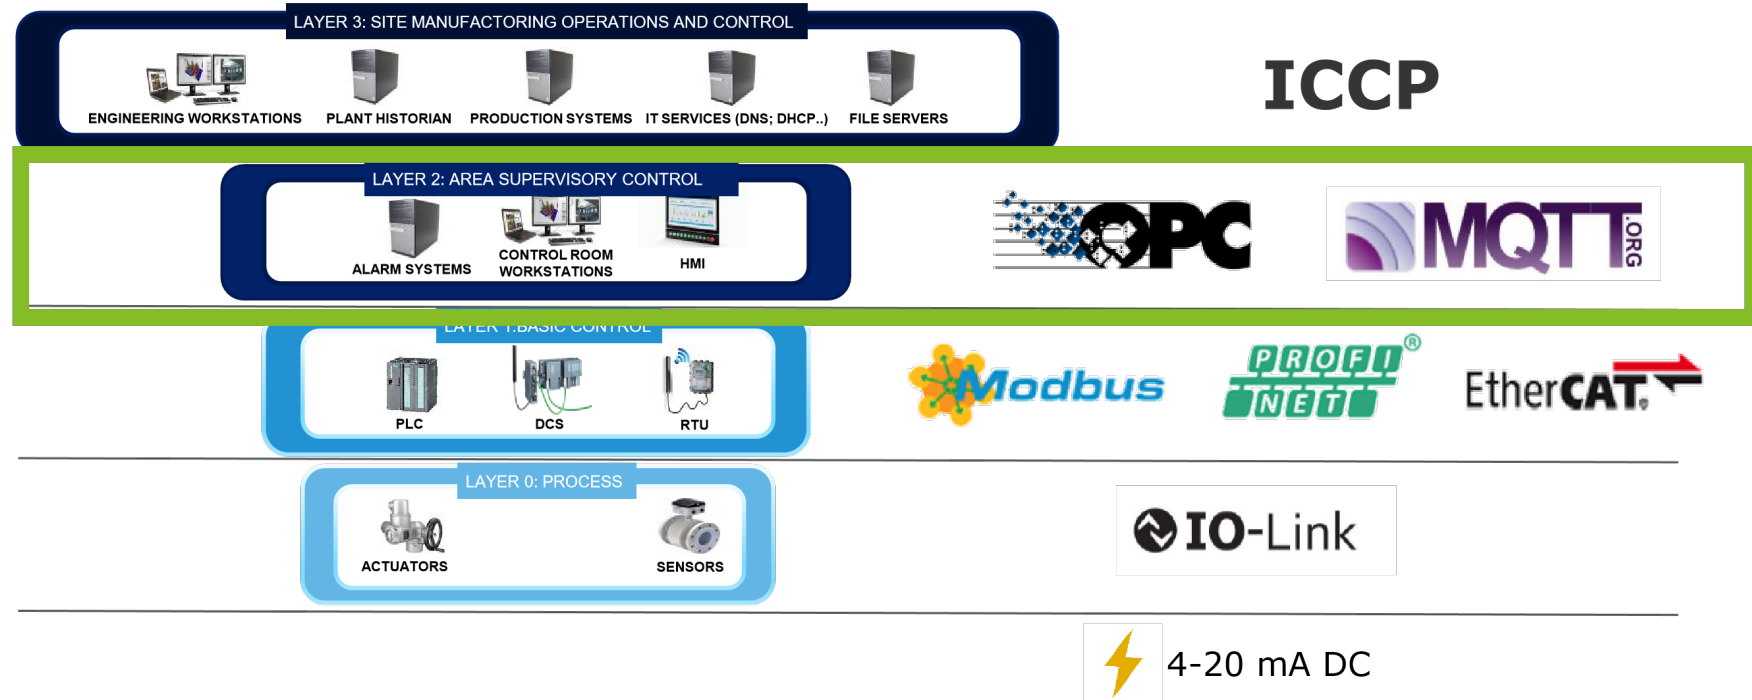 LAYER 3: SITE MANUFACTORING OPERATIONS AND CONTROL
ENGINEERING WORKSTATIONS
PLANT HISTORIAN
PRODUCTION SYSTEMS
IT SERVICES (DNS; DHCP..)
FILE SERVERS
ICCP
LAYER 2: AREA SUPERVISORY CONTROL
ALARM SYSTEMS
CONTROL ROOM
WORKSTATIONS
HMI
OPC
MQTT
.ORG
LAYER 1:BASIC CONTROL
PLC
DCS
RTU
Modbus
PROFI
NET
®
EtherCAT
LAYER 0: PROCESS
ACTUATORS
SENSORS
IO-Link
4-20 mA DC